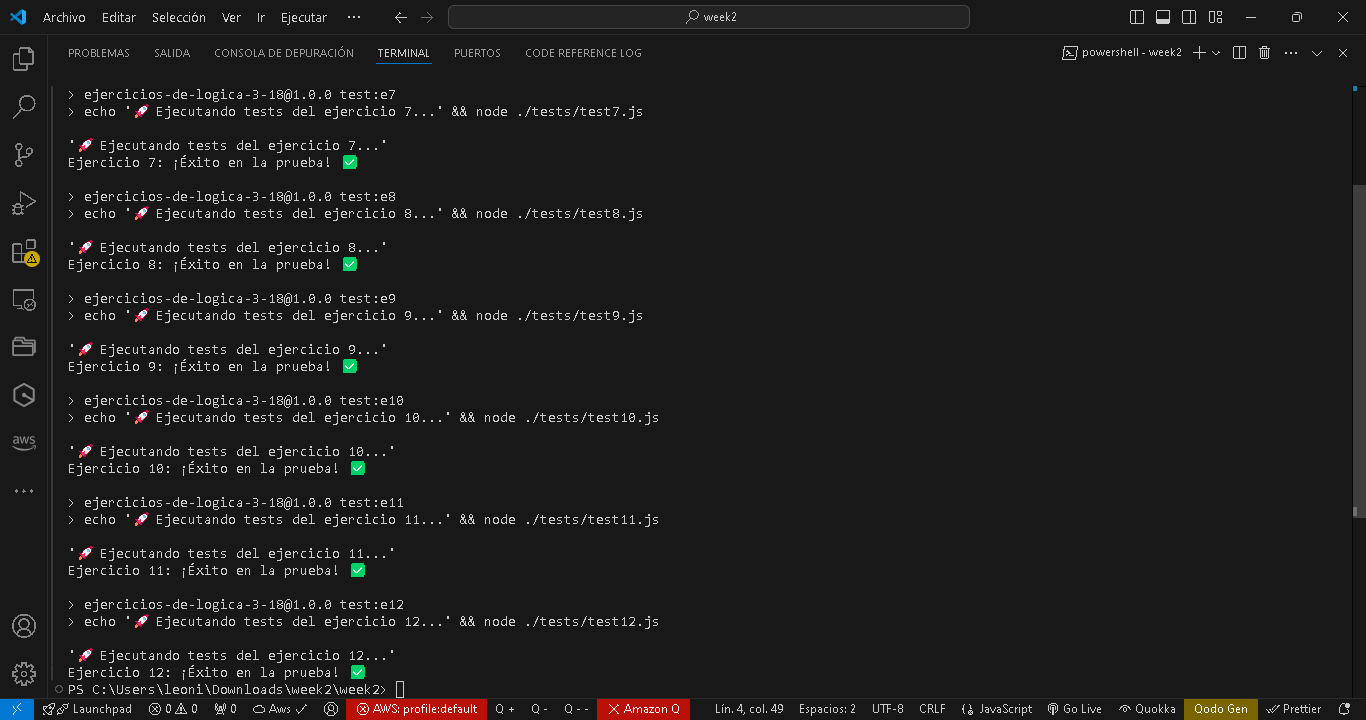 Archivo Editar Selección Ver Ir Ejecutar ··· week2
PROBLEMAS SALIDA CONSOLA DE DEPURACIÓN TERMINAL PUERTOS CODE REFERENCE LOG powershell - week2
> ejercicios-de-logica-3-18@1.0.0 test:e7
> echo '🚀 Ejecutando tests del ejercicio 7...' && node ./tests/test7.js
'🚀 Ejecutando tests del ejercicio 7...'
Ejercicio 7: ¡Éxito en la prueba! ✅
> ejercicios-de-logica-3-18@1.0.0 test:e8
> echo '🚀 Ejecutando tests del ejercicio 8...' && node ./tests/test8.js
'🚀 Ejecutando tests del ejercicio 8...'
Ejercicio 8: ¡Éxito en la prueba! ✅
> ejercicios-de-logica-3-18@1.0.0 test:e9
> echo '🚀 Ejecutando tests del ejercicio 9...' && node ./tests/test9.js
'🚀 Ejecutando tests del ejercicio 9...'
Ejercicio 9: ¡Éxito en la prueba! ✅
> ejercicios-de-logica-3-18@1.0.0 test:e10
> echo '🚀 Ejecutando tests del ejercicio 10...' && node ./tests/test10.js
'🚀 Ejecutando tests del ejercicio 10...'
Ejercicio 10: ¡Éxito en la prueba! ✅
> ejercicios-de-logica-3-18@1.0.0 test:e11
> echo '🚀 Ejecutando tests del ejercicio 11...' && node ./tests/test11.js
'🚀 Ejecutando tests del ejercicio 11...'
Ejercicio 11: ¡Éxito en la prueba! ✅
> ejercicios-de-logica-3-18@1.0.0 test:e12
> echo '🚀 Ejecutando tests del ejercicio 12...' && node ./tests/test12.js
'🚀 Ejecutando tests del ejercicio 12...'
Ejercicio 12: ¡Éxito en la prueba! ✅
PS C:\Users\leoni\Downloads\week2\week2>
aws
Launchpad 0 0 0 Aws ✓ AWS: profile:default Q + Q - Q - - Amazon Q Lín. 4, col. 49 Espacios: 2 UTF-8 CRLF JavaScript Go Live Quokka Qodo Gen Prettier